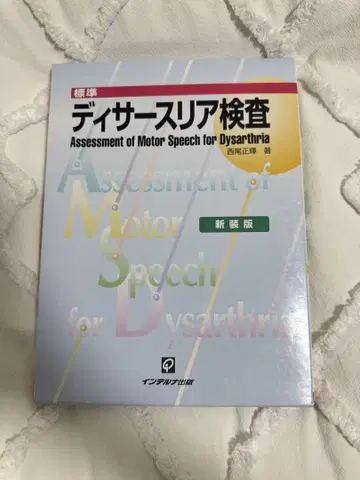 標準
ディサースリア検査
Assessment of Motor Speech for Dysarthria
西尾正輝 著
Assessment of
Motor
新装版
Speech
for Dysarthria
インテルナ出版